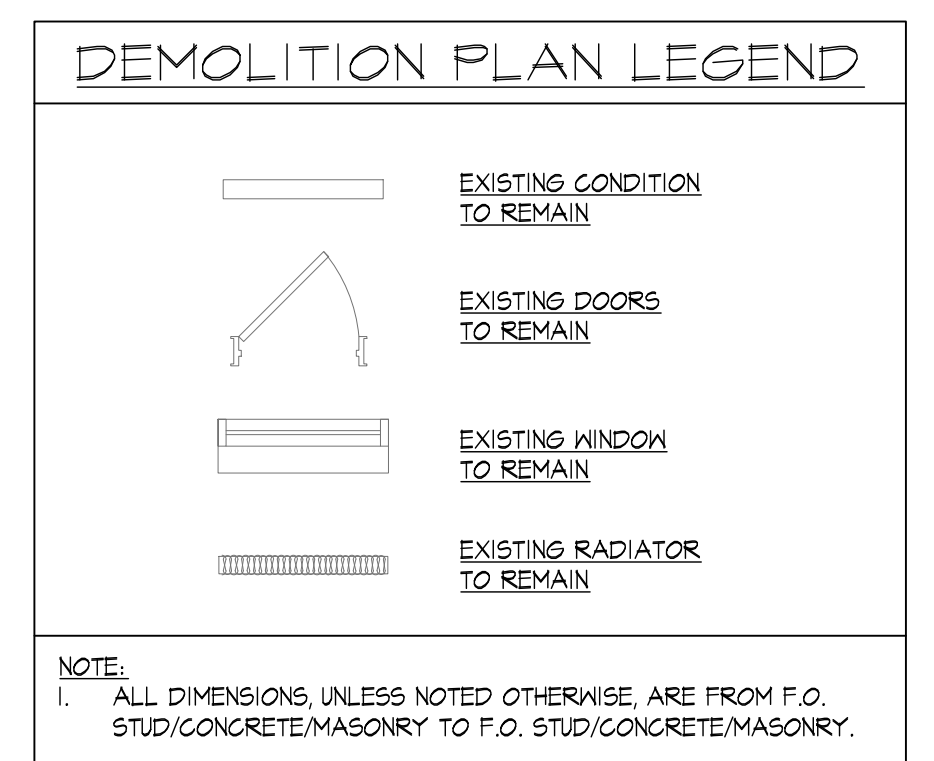 DEMOLITION PLAN LEGEND
EXISTING CONDITION
TO REMAIN
EXISTING DOORS
TO REMAIN
EXISTING WINDOW
TO REMAIN
EXISTING RADIATOR
TO REMAIN
NOTE:
1. ALL DIMENSIONS, UNLESS NOTED OTHERWISE, ARE FROM F.O.
STUD/CONCRETE/MASONRY TO F.O. STUD/CONCRETE/MASONRY.